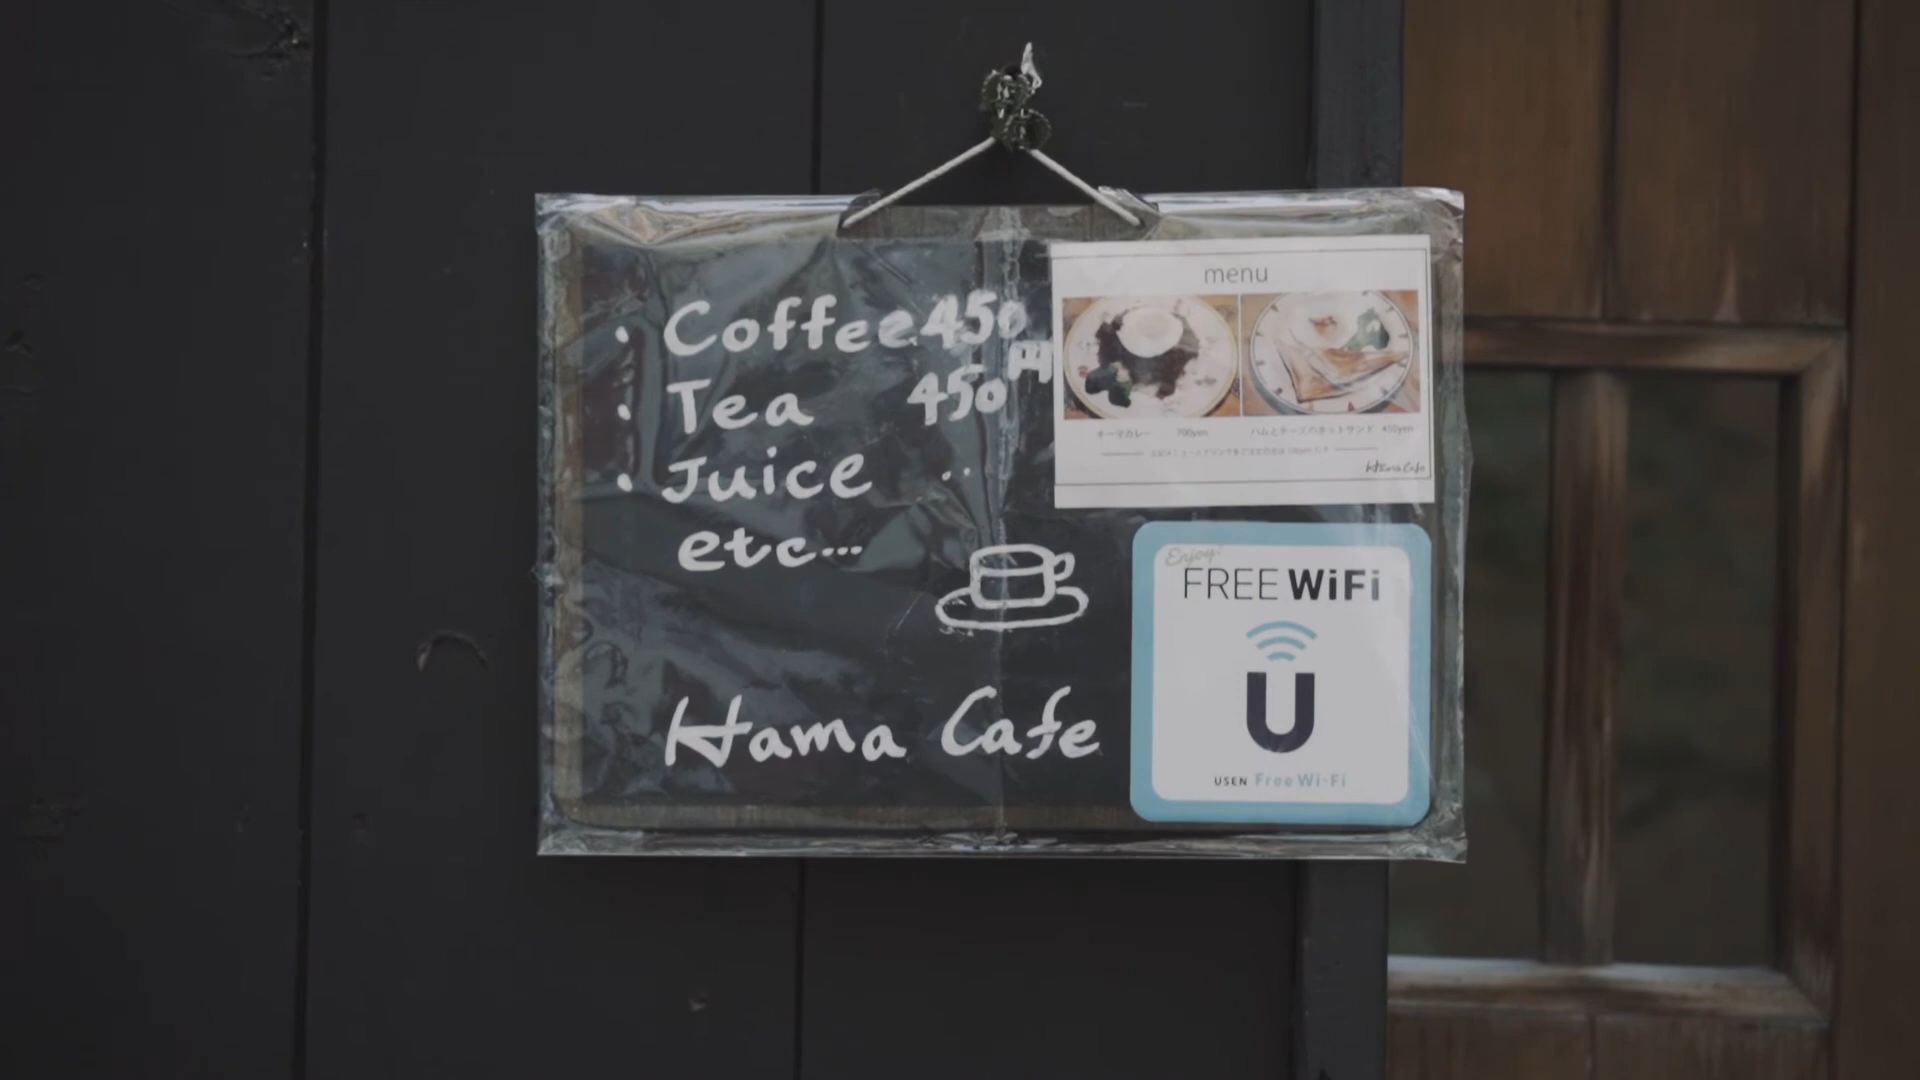 · Coffee 450円
· Tea 450
· Juice ‥
etc…
Hama Cafe
menu
キーマカレー 700yen
ハムとチーズのホットサンド 450yen
Hama Cafe
Enjoy!
FREE WiFi
U
USEN Free Wi-Fi